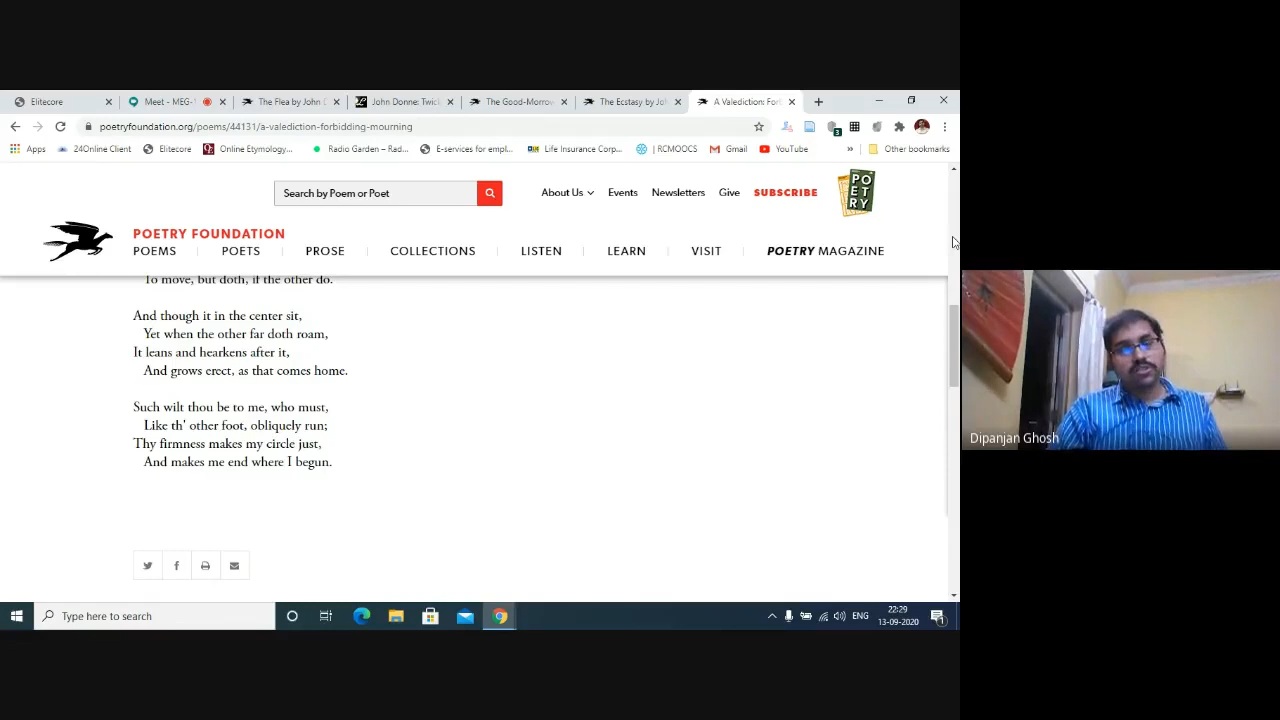 Elitecore
Meet - MEG-
The Flea by John D
John Donne: Twick
The Good-Morrow
The Ecstasy by Joh
A Valediction: Forb
poetryfoundation.org/poems/44131/a-valediction-forbidding-mourning
3
Apps
24Online Client
Elitecore
Online Etymology...
Radio Garden – Rad...
E-services for empl...
Life Insurance Corp...
| RCMOOCS
Gmail
YouTube
»
Other bookmarks
Search by Poem or Poet
About Us
Events
Newsletters
Give
SUBSCRIBE
PO
ET
RY
POETRY FOUNDATION
POEMS
POETS
PROSE
COLLECTIONS
LISTEN
LEARN
VISIT
POETRY MAGAZINE
To move, but doth, if the other do.
And though it in the center sit,
Yet when the other far doth roam,
It leans and hearkens after it,
And grows erect, as that comes home.
Such wilt thou be to me, who must,
Like th' other foot, obliquely run;
Thy firmness makes my circle just,
And makes me end where I begun.
Dipanjan Ghosh
Type here to search
ENG
22:29
13-09-2020
1